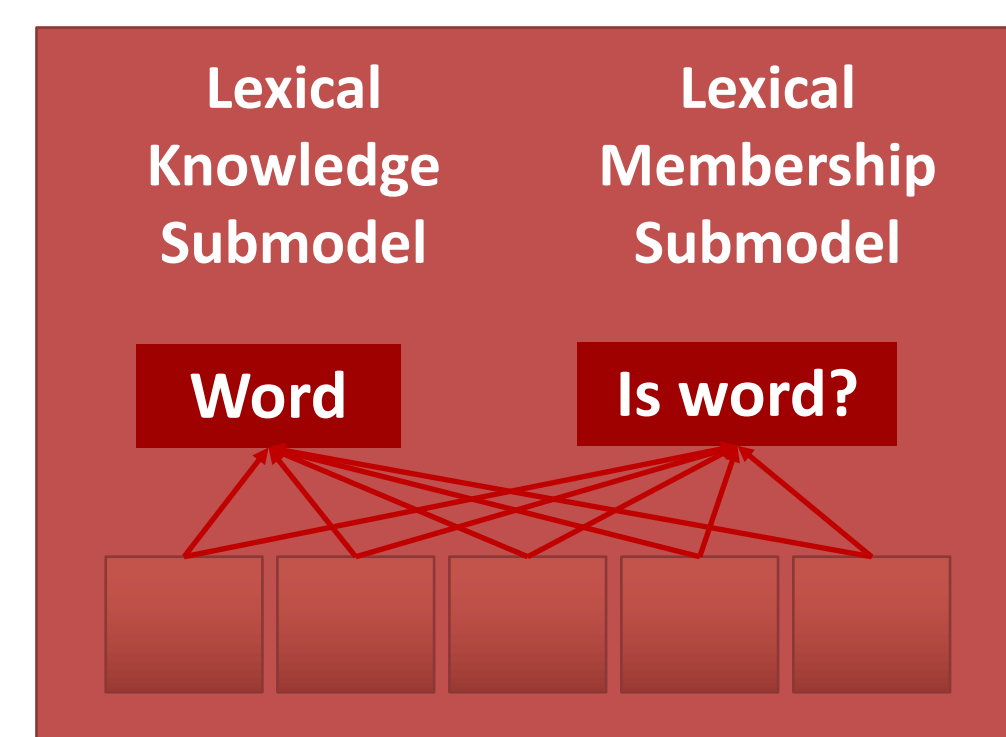 Lexical
Knowledge
Submodel
Lexical
Membership
Submodel
Word
Is word?